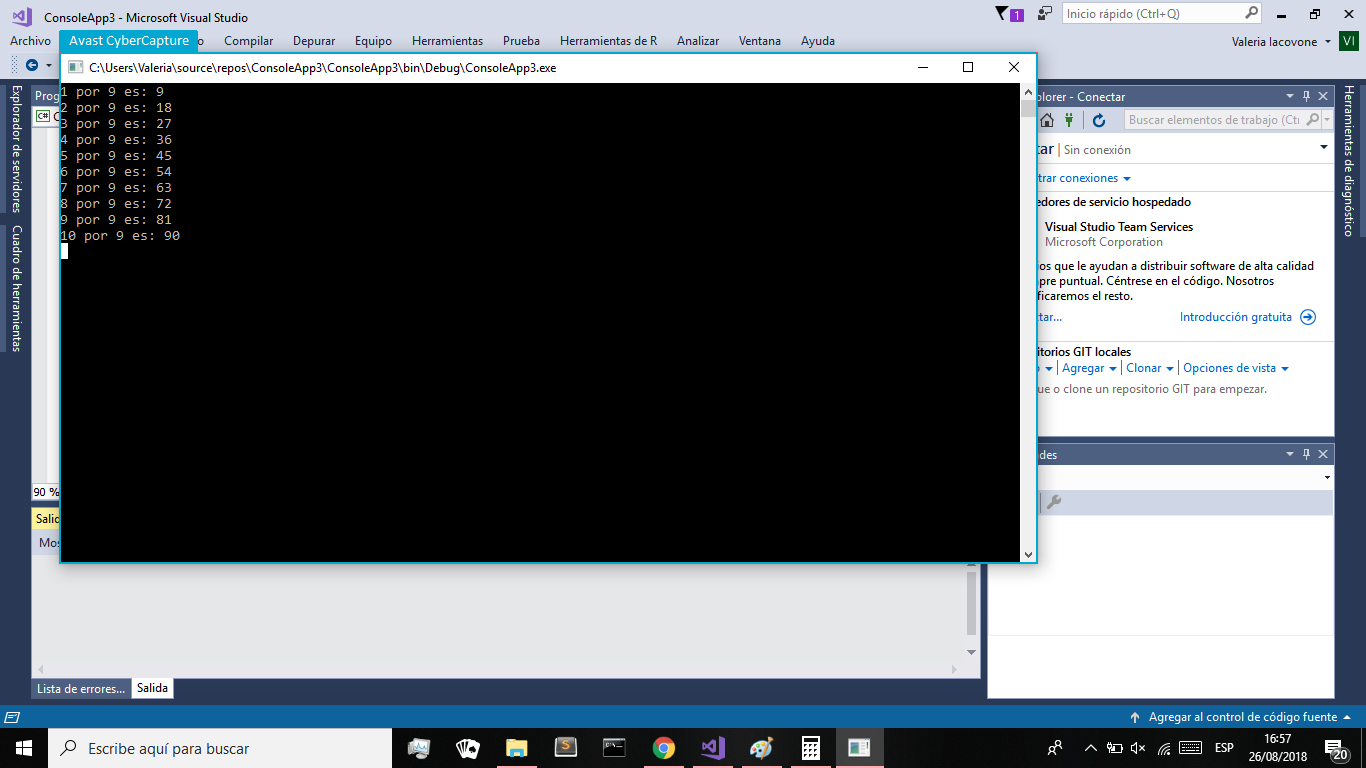 ConsoleApp3 - Microsoft Visual Studio
1
Inicio rápido (Ctrl+Q)
Archivo
Avast CyberCapture
o
Compilar
Depurar
Equipo
Herramientas
Prueba
Herramientas de R
Analizar
Ventana
Ayuda
Valeria Iacovone
VI
C:\Users\Valeria\source\repos\ConsoleApp3\ConsoleApp3\bin\Debug\ConsoleApp3.exe
1 por 9 es: 9
2 por 9 es: 18
3 por 9 es: 27
4 por 9 es: 36
5 por 9 es: 45
6 por 9 es: 54
7 por 9 es: 63
8 por 9 es: 72
9 por 9 es: 81
10 por 9 es: 90
Explorador de servidores
Cuadro de herramientas
Prog
C#
90 %
Salid
Mos
plorer - Conectar
Buscar elementos de trabajo (Ctr
tar | Sin conexión
trar conexiones
edores de servicio hospedado
Visual Studio Team Services
Microsoft Corporation
ios que le ayudan a distribuir software de alta calidad
pre puntual. Céntrese en el código. Nosotros
ficaremos el resto.
tar...
Introducción gratuita
itorios GIT locales
Agregar
Clonar
Opciones de vista
ue o clone un repositorio GIT para empezar.
des
Herramientas de diagnóstico
Lista de errores...
Salida
Agregar al control de código fuente
Escribe aquí para buscar
ESP
16:57
26/08/2018
20